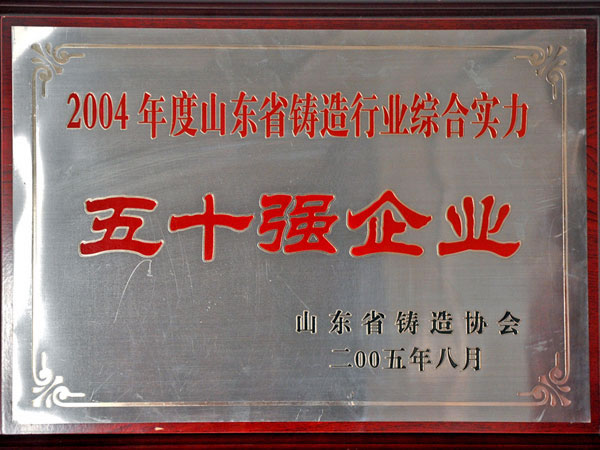 2004年度山东省铸造行业综合实力
五十强企业
山东省铸造协会
二00五年八月